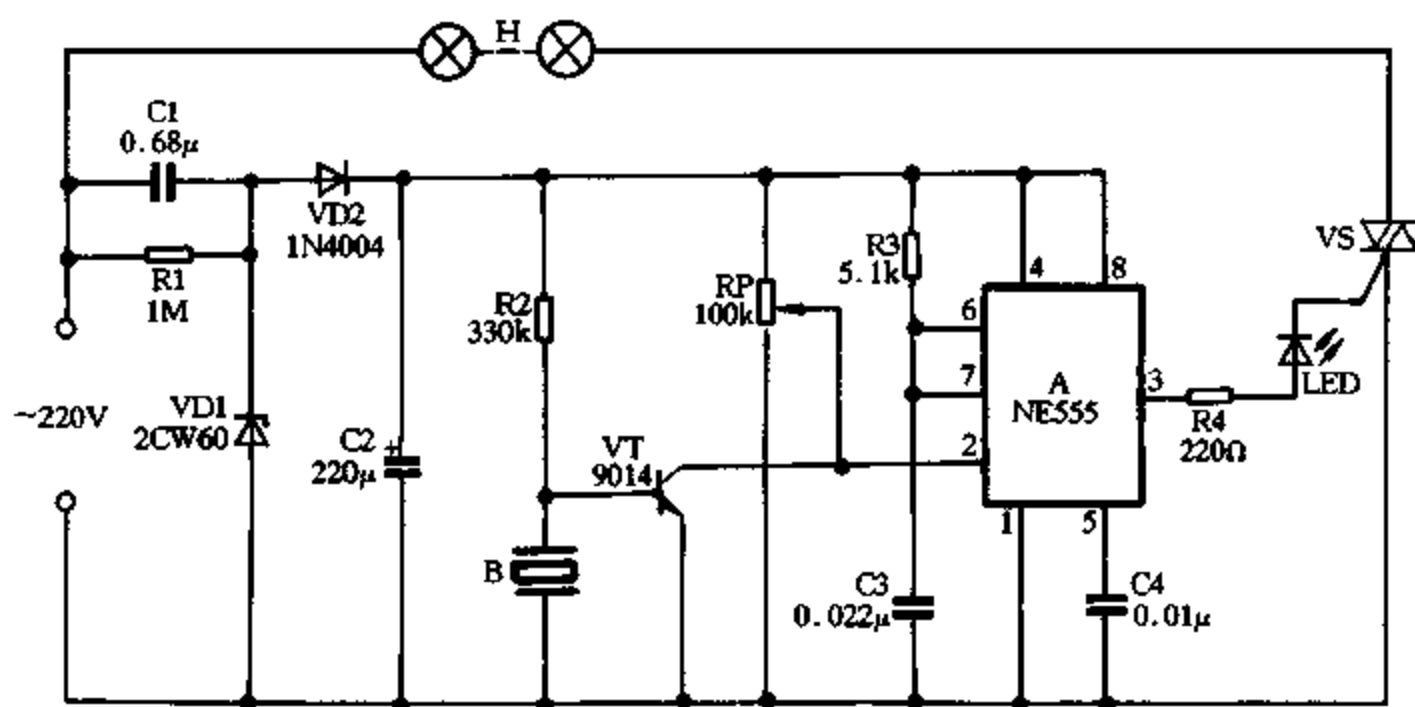 H
C1
0.68μ
VD2
1N4004
R1
1M
~220V
VD1
2CW60
C2
+
220μ
R2
330k
B
VT
9014
RP
100k
R3
5.1k
4
8
6
7
2
A
NE555
3
1
5
R4
220Ω
LED
VS
C3
0.022μ
C4
0.01μ